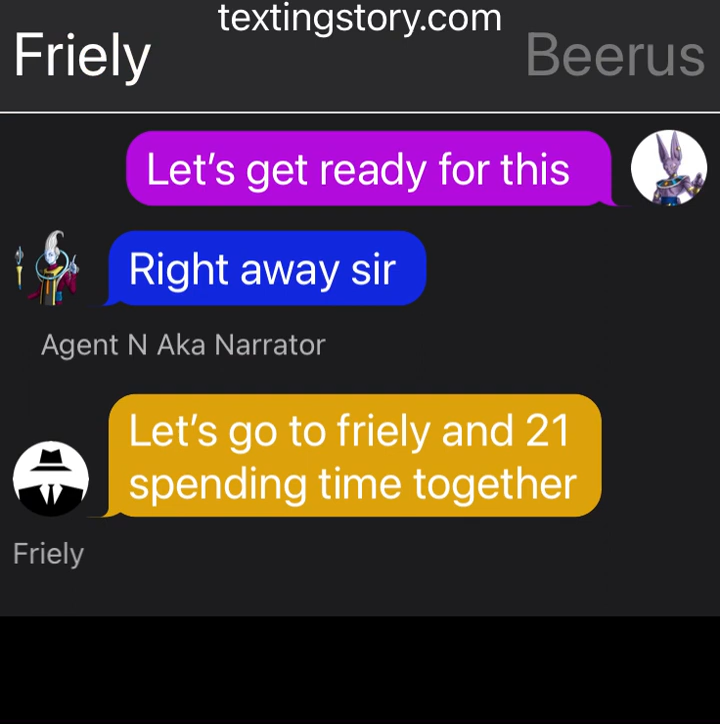 textingstory.com
Friely
Beerus
Let's get ready for this
Right away sir
Agent N Aka Narrator
Let's go to friely and 21
spending time together
Friely